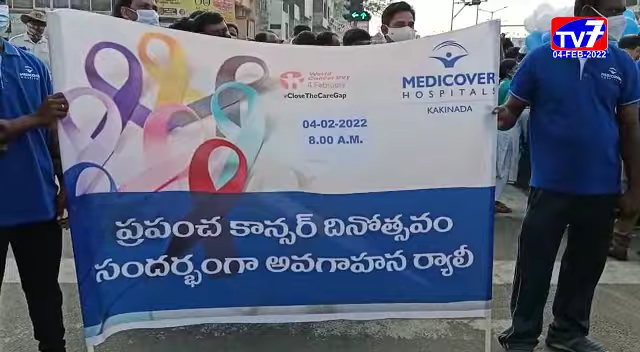 TV7
04-FEB-2022
World Cancer Day
4 February
#CloseTheCareGap
MEDICOVER
HOSPITALS
KAKINADA
04-02-2022
8.00 A.M.
ప్రపంచ కాన్సర్ దినోత్సవం
సందర్భంగా అవగాహన ర్యాలీ